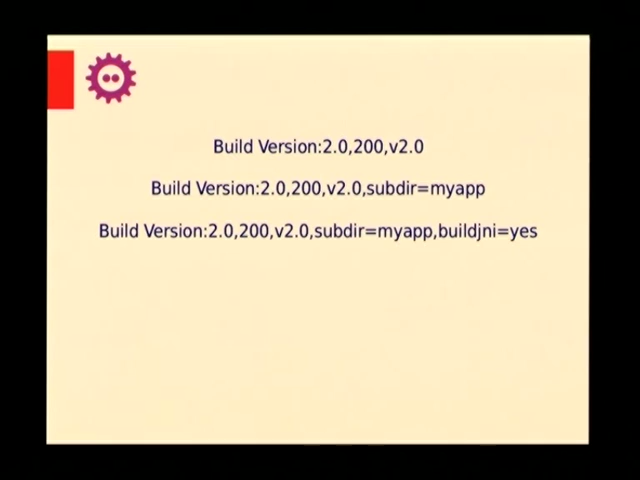 Build Version:2.0,200,v2.0
Build Version:2.0,200,v2.0,subdir=myapp
Build Version:2.0,200,v2.0,subdir=myapp,buildjni=yes